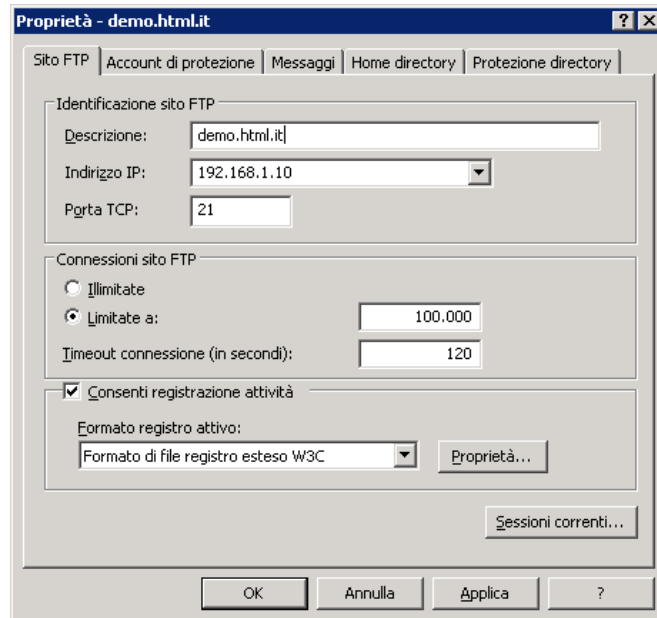 Proprietà - demo.html.it
Sito FTP Account di protezione Messaggi Home directory Protezione directory
Identificazione sito FTP
Descrizione: demo.html.it
Indirizzo IP: 192.168.1.10
Porta TCP: 21
Connessioni sito FTP
Illimitate
Limitate a: 100.000
Timeout connessione (in secondi): 120
Consenti registrazione attività
Formato registro attivo:
Formato di file registro esteso W3C Proprietà...
Sessioni correnti...
OK Annulla Applica ?